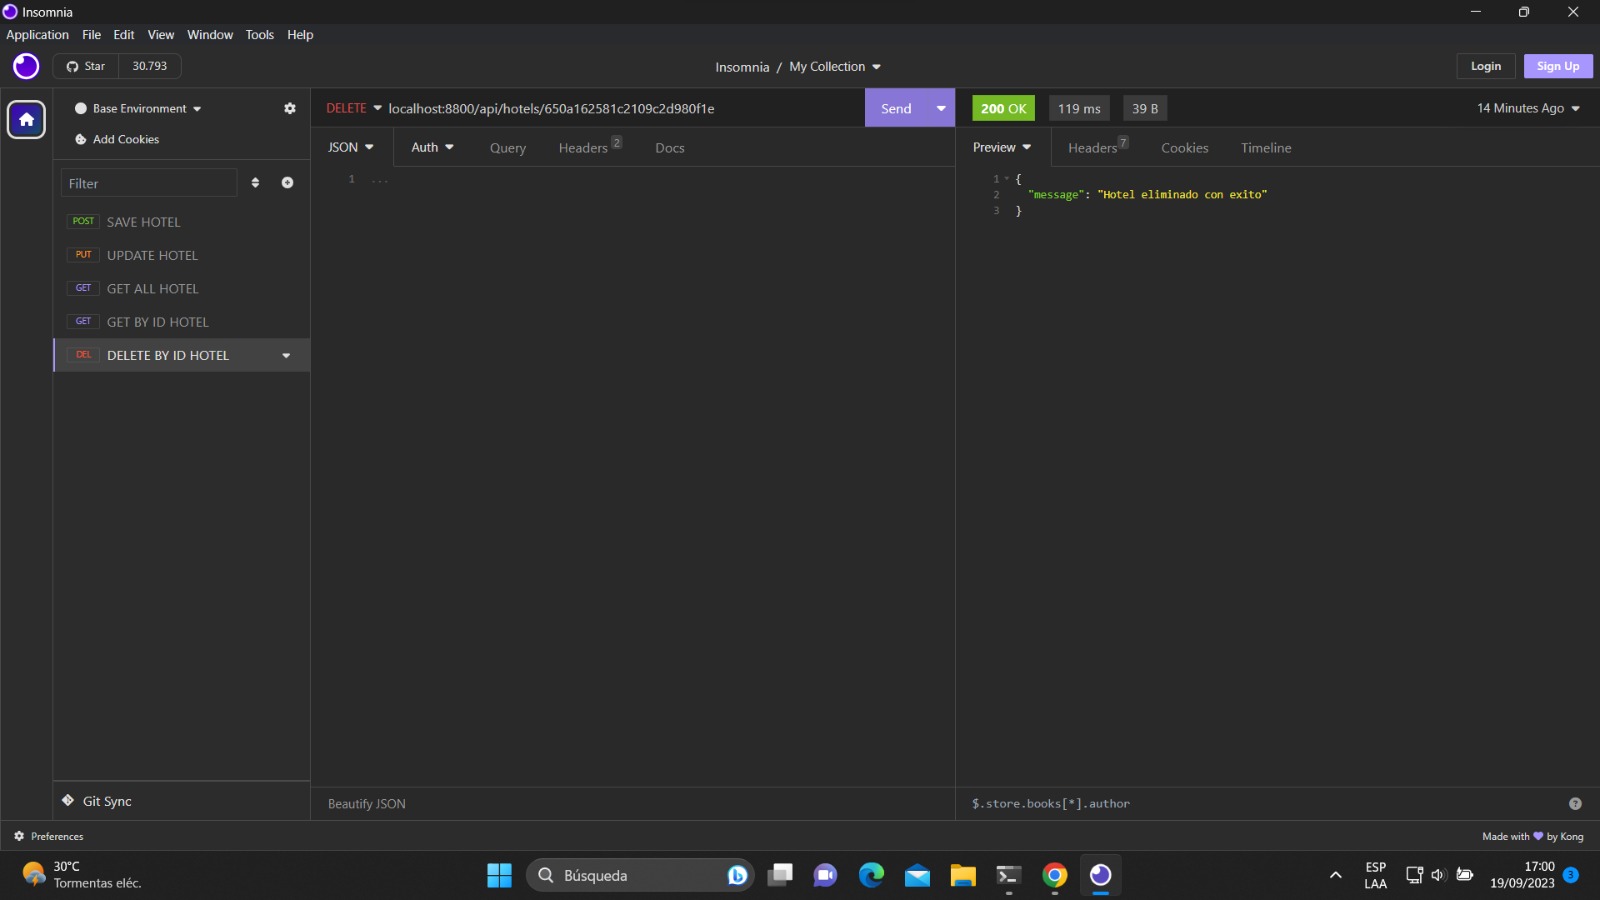 Insomnia
Application File Edit View Window Tools Help
Star 30.793
Insomnia / My Collection
Login Sign Up
Base Environment
Add Cookies
Filter
POST SAVE HOTEL
PUT UPDATE HOTEL
GET GET ALL HOTEL
GET GET BY ID HOTEL
DEL DELETE BY ID HOTEL
Git Sync
DELETE localhost:8800/api/hotels/650a162581c2109c2d980f1e Send
JSON Auth Query Headers 2 Docs
1 ...
Beautify JSON
200 OK 119 ms 39 B 14 Minutes Ago
Preview Headers 7 Cookies Timeline
1 {
2 "message": "Hotel eliminado con exito"
3 }
$.store.books[*].author ?
Preferences
Made with 💜 by Kong
30°C
Tormentas eléc.
Búsqueda
ESP
LAA
17:00
19/09/2023
3